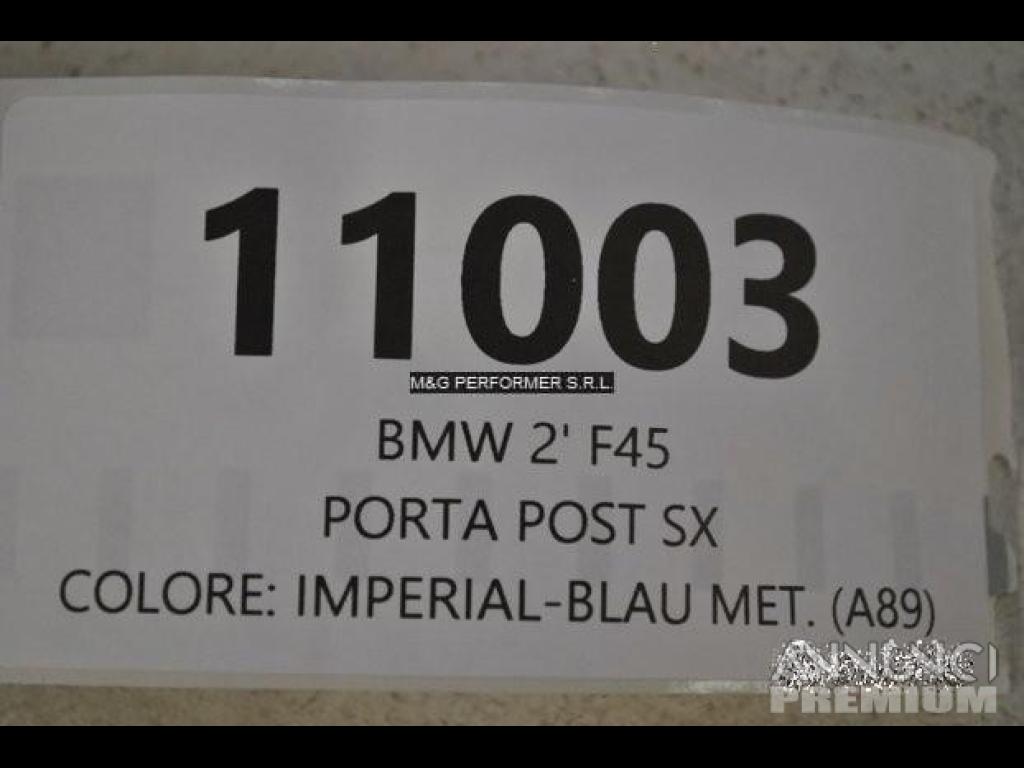 11003
M&G PERFORMER S.R.L.
BMW 2' F45
PORTA POST SX
COLORE: IMPERIAL-BLAU MET. (A89)
ANNUNCI
PREMIUM